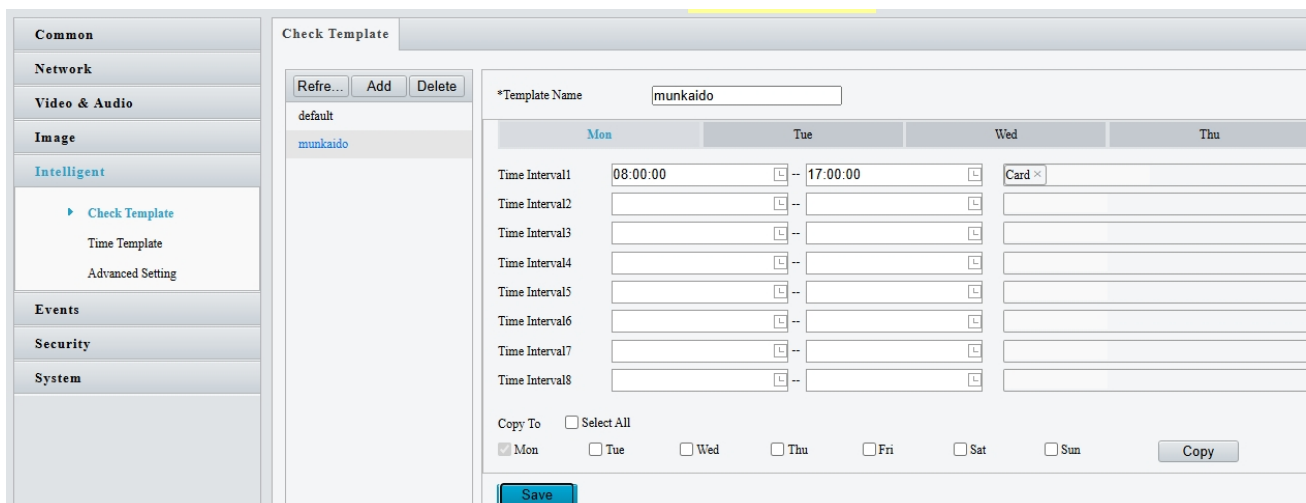 Common
Network
Video & Audio
Image
Intelligent
Check Template
Time Template
Advanced Setting
Events
Security
System
Check Template
Refre... Add Delete
default
munkaido
*Template Name munkaido
Mon Tue Wed Thu
Time Interval1 08:00:00 -- 17:00:00 Card ×
Time Interval2 --
Time Interval3 --
Time Interval4 --
Time Interval5 --
Time Interval6 --
Time Interval7 --
Time Interval8 --
Copy To Select All
Mon Tue Wed Thu Fri Sat Sun Copy
Save